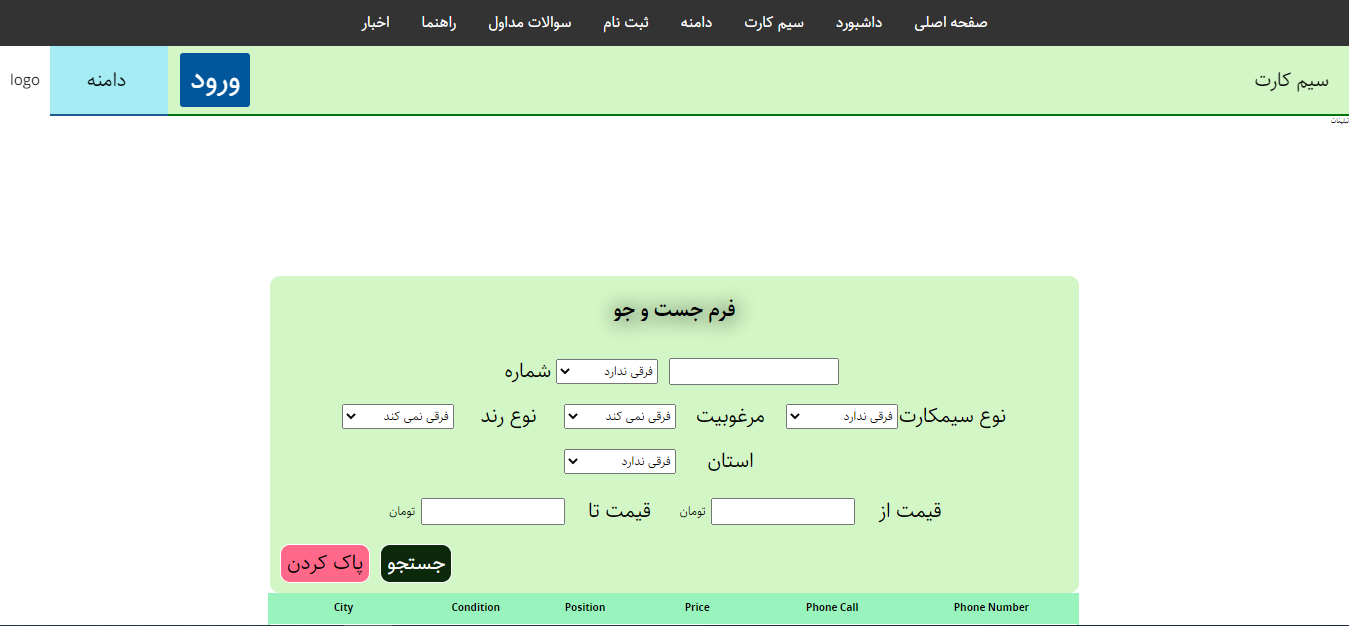 صفحه اصلی داشبورد سیم کارت دامنه ثبت نام سوالات مداول راهنما اخبار
سیم کارت ورود دامنه logo
تبلیغات
فرم جست و جو
فرقی ندارد شماره
نوع سیمکارت فرقی ندارد مرغوبیت فرقی نمی کند نوع رند فرقی نمی کند
استان فرقی ندارد
قیمت از تومان قیمت تا تومان
جستجو پاک کردن
City Condition Position Price Phone Call Phone Number